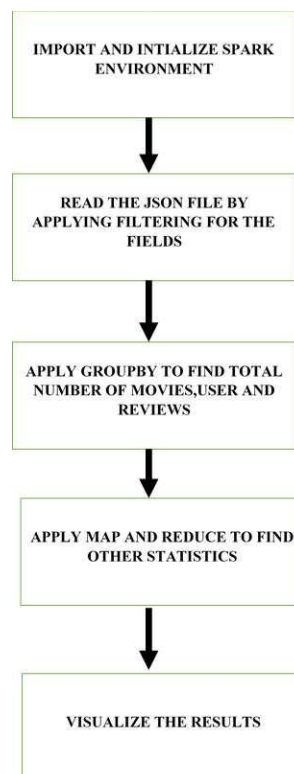 IMPORT AND INTIALIZE SPARK
ENVIRONMENT
READ THE JSON FILE BY
APPLYING FILTERING FOR THE
FIELDS
APPLY GROUPBY TO FIND TOTAL
NUMBER OF MOVIES,USER AND
REVIEWS
APPLY MAP AND REDUCE TO FIND
OTHER STATISTICS
VISUALIZE THE RESULTS